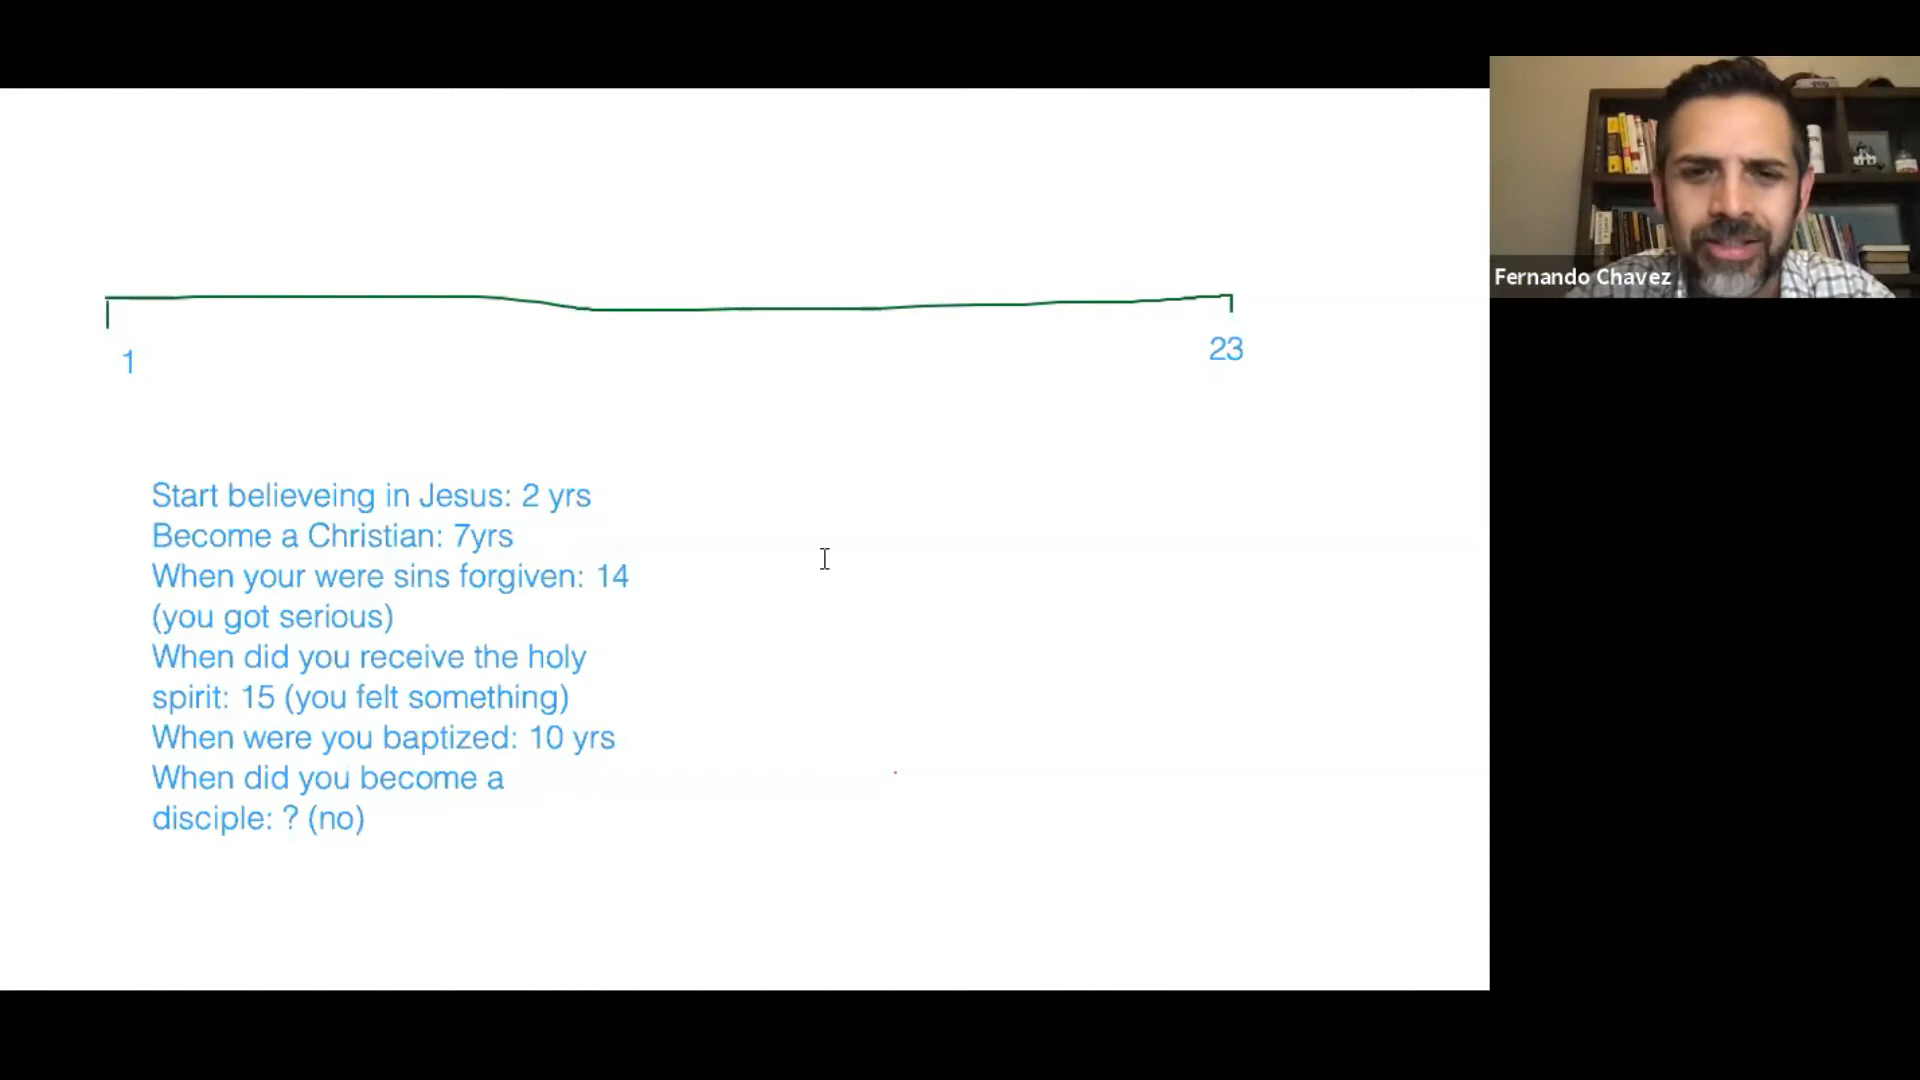 Fernando Chavez
1
23
Start believeing in Jesus: 2 yrs
Become a Christian: 7yrs
When your were sins forgiven: 14
(you got serious)
When did you receive the holy
spirit: 15 (you felt something)
When were you baptized: 10 yrs
When did you become a
disciple: ? (no)